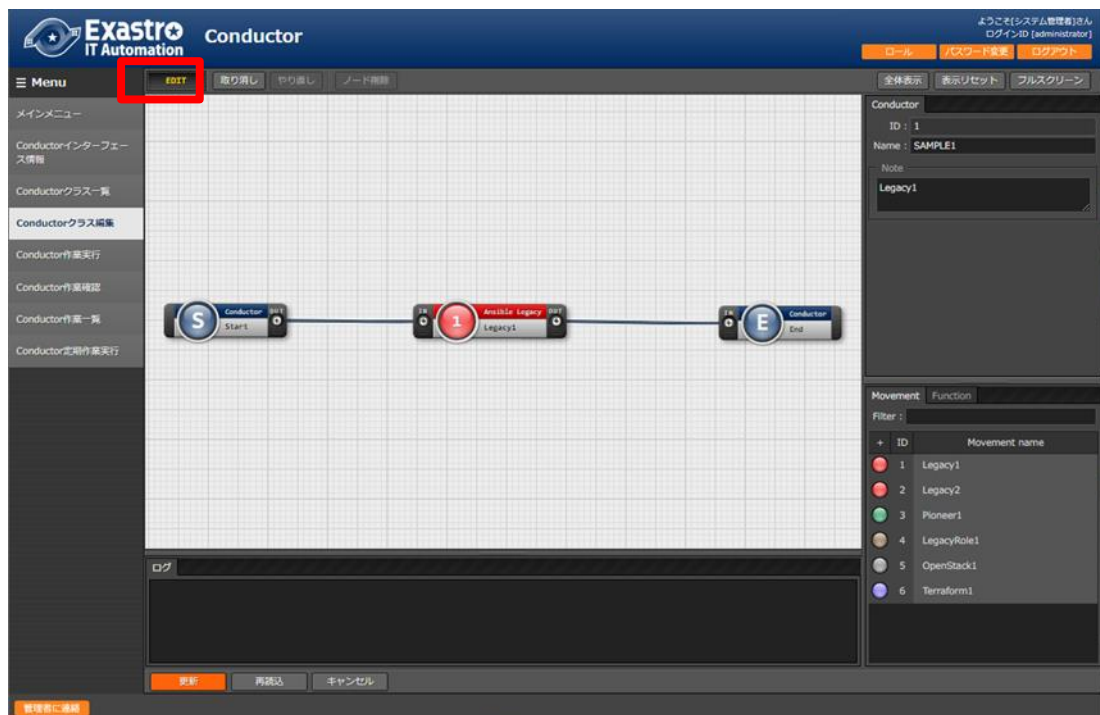 Exastro
IT Automation
Conductor
ようこそ[システム管理者]さん
ログインID [administrator]
ロール
パスワード変更
ログアウト
Menu
EDIT
取り消し
やり直し
ノード削除
全体表示
表示リセット
フルスクリーン
メインメニュー
Conductorインターフェー
ス情報
Conductorクラス一覧
Conductorクラス編集
Conductor作業実行
Conductor作業確認
Conductor作業一覧
Conductor定期作業実行
S
Conductor
OUT
Start
IN
1
Ansible Legacy
OUT
Legacy1
IN
E
Conductor
End
Conductor
ID : 1
Name : SAMPLE1
Note
Legacy1
Movement Function
Filter :
+ ID Movement name
1 Legacy1
2 Legacy2
3 Pioneer1
4 LegacyRole1
5 OpenStack1
6 Terraform1
ログ
更新
再読込
キャンセル
管理者に連絡